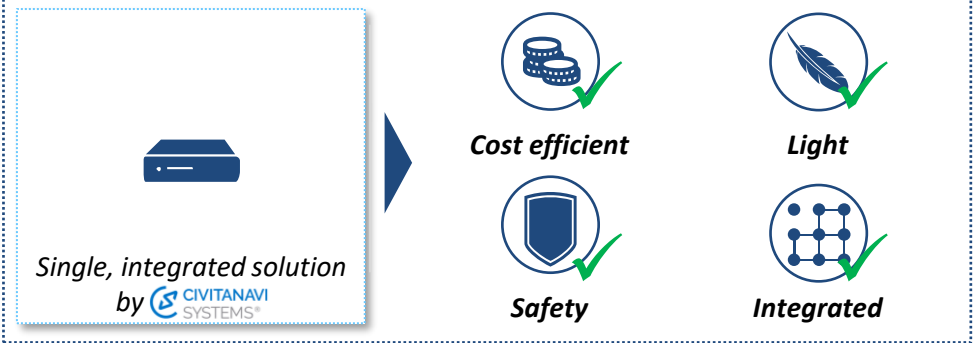 Single, integrated solution
by CIVITANAVI
SYSTEMS®
Cost efficient
Light
Safety
Integrated